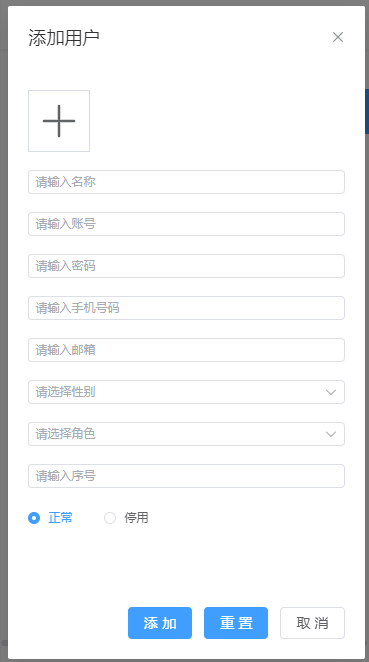 添加用户
请输入名称
请输入账号
请输入密码
请输入手机号码
请输入邮箱
请选择性别
请选择角色
请输入序号
正常 停用
添 加 重 置 取 消